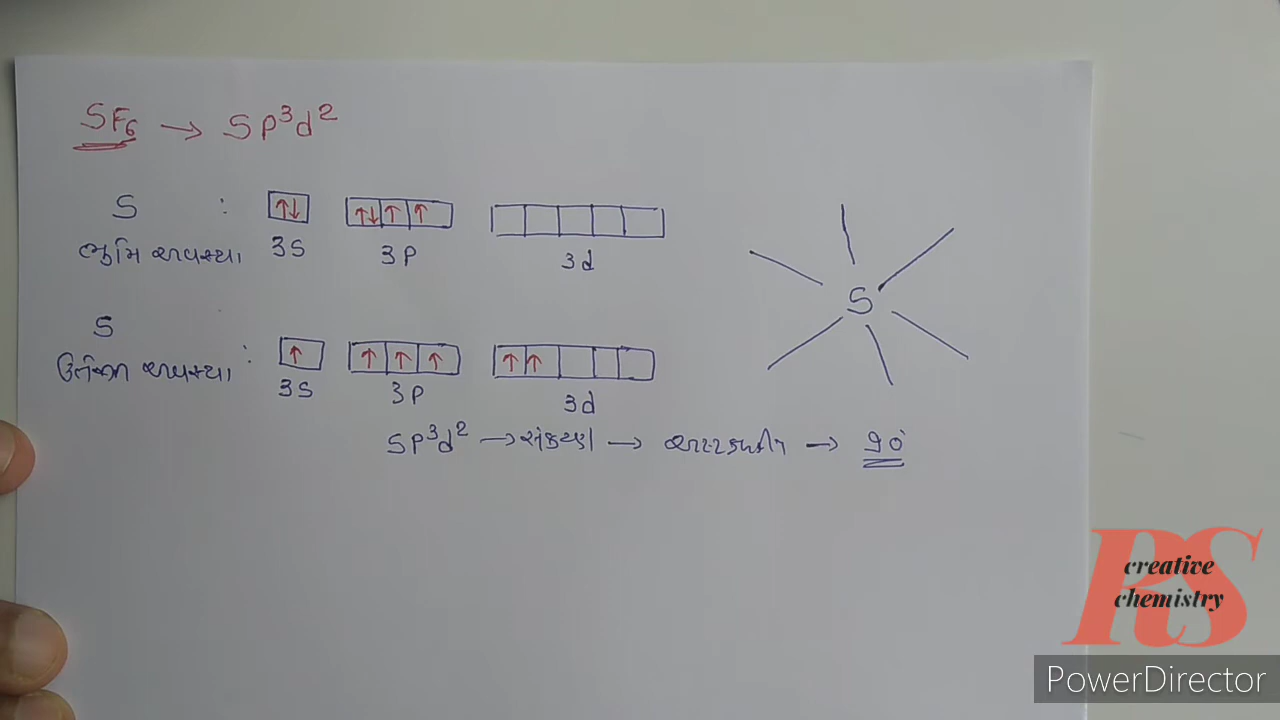 SF₆ → SP³d²
S :
ભૂમિ અવસ્થા 3S 3P 3d
S
S :
ઉત્તેજિત અવસ્થા 3S 3P 3d
SP³d² → સંકરણ → અષ્ટફલકીય → 90°
RS
creative
chemistry
PowerDirector